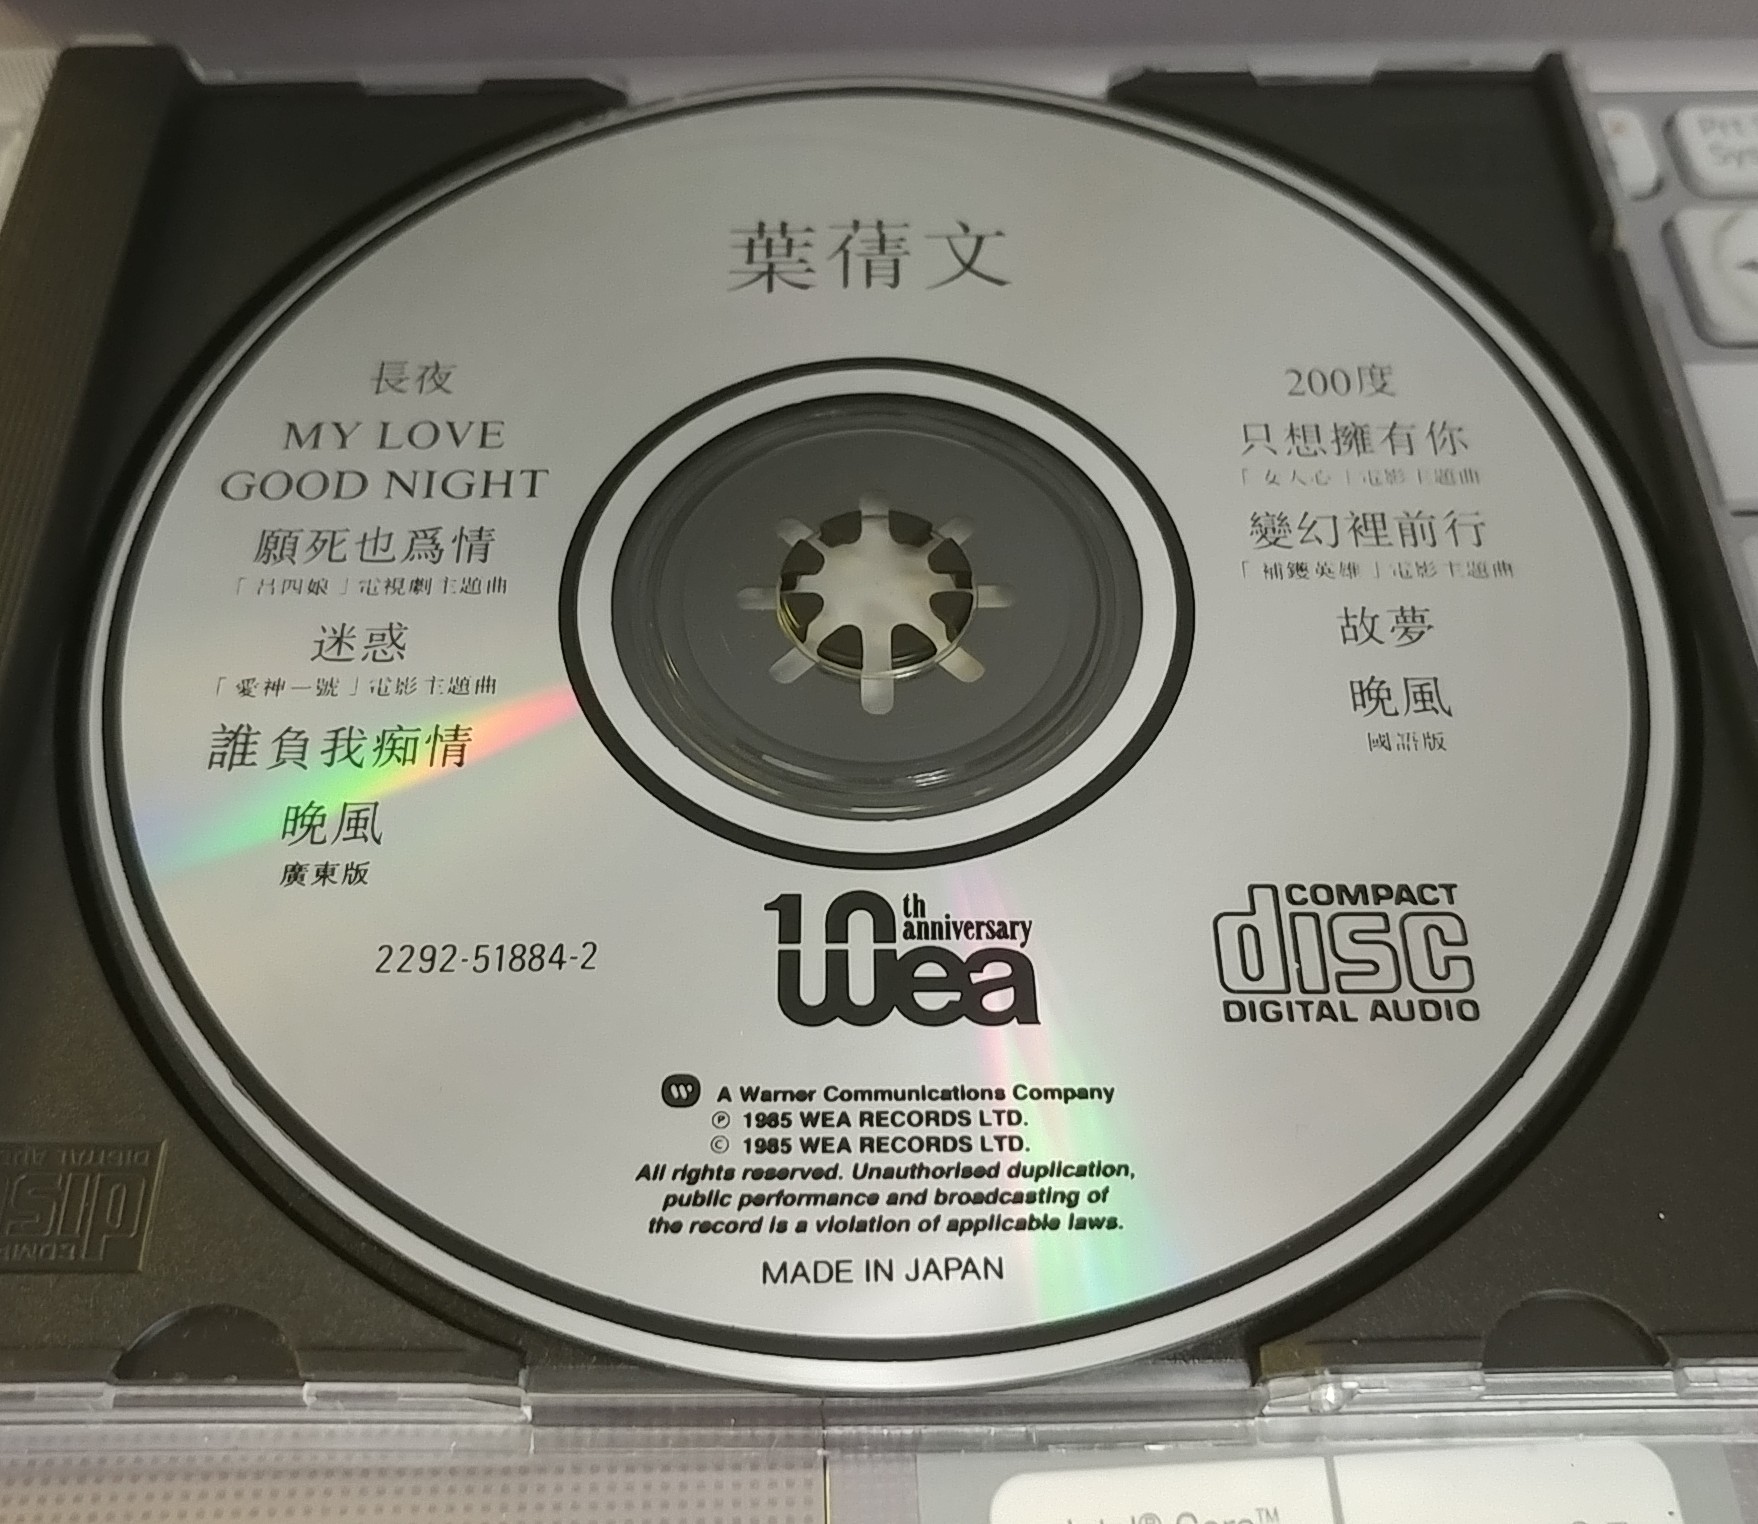 葉蒨文
長夜
MY LOVE
GOOD NIGHT
願死也爲情
「呂四娘」電視劇主題曲
迷惑
「愛神一號」電影主題曲
誰負我痴情
晚風
廣東版
200度
只想擁有你
「女人心」電影主題曲
變幻裡前行
「補鑊英雄」電影主題曲
故夢
晚風
國語版
2292-51884-2
10th
anniversary
wea
COMPACT
disc
DIGITAL AUDIO
A Warner Communications Company
℗ 1985 WEA RECORDS LTD.
© 1985 WEA RECORDS LTD.
All rights reserved. Unauthorised duplication,
public performance and broadcasting of
the record is a violation of applicable laws.
MADE IN JAPAN
disc